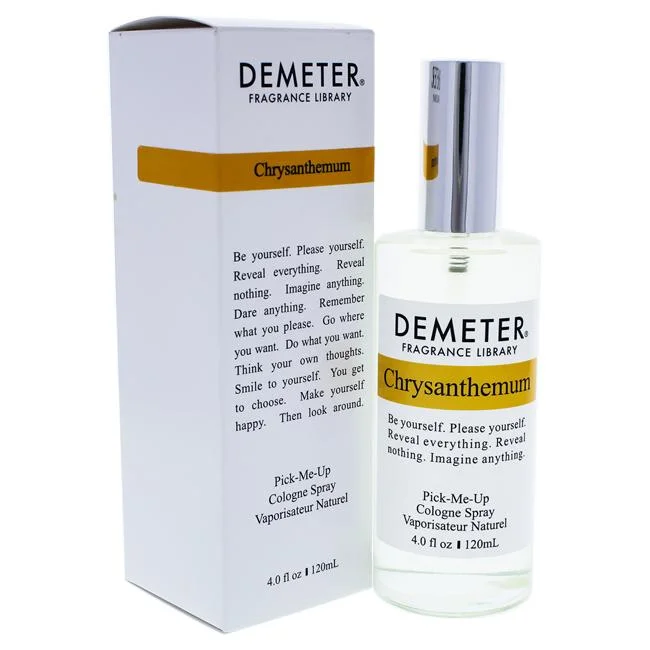 DEMETER®
FRAGRANCE LIBRARY
Chrysanthemum
Be yourself. Please yourself.
Reveal everything. Reveal
nothing. Imagine anything.
Dare anything. Remember
what you please. Go where
you want. Do what you want.
Think your own thoughts.
Smile to yourself. You get
to choose. Make yourself
happy. Then look around.
Pick-Me-Up
Cologne Spray
Vaporisateur Naturel
4.0 fl oz 120mL
DEMETER®
FRAGRANCE LIBRARY
Chrysanthemum
Be yourself. Please yourself.
Reveal everything. Reveal
nothing. Imagine anything.
Pick-Me-Up
Cologne Spray
Vaporisateur Naturel
4.0 fl oz 120mL